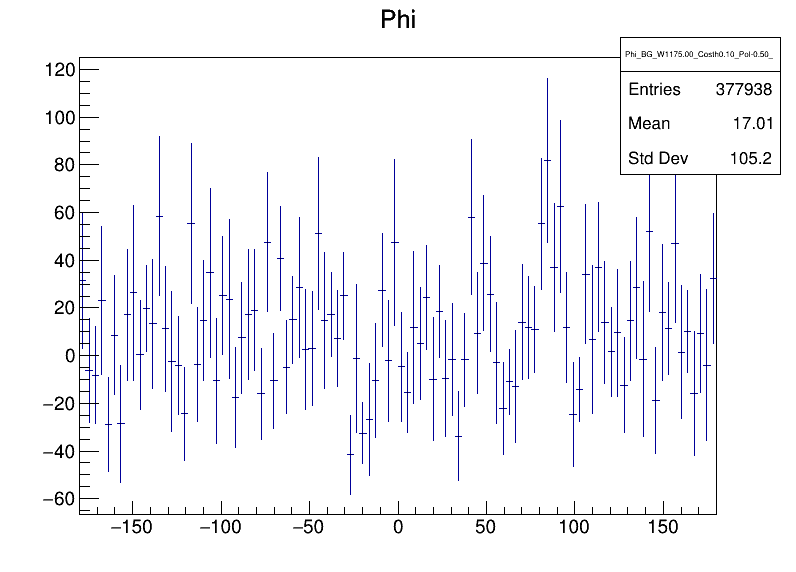 Phi
Phi_BG_W1175.00_Costh0.10_Pol-0.50_
Entries 377938
Mean 17.01
Std Dev 105.2
120
100
80
60
40
20
0
−20
−40
−60
−150 −100 −50 0 50 100 150